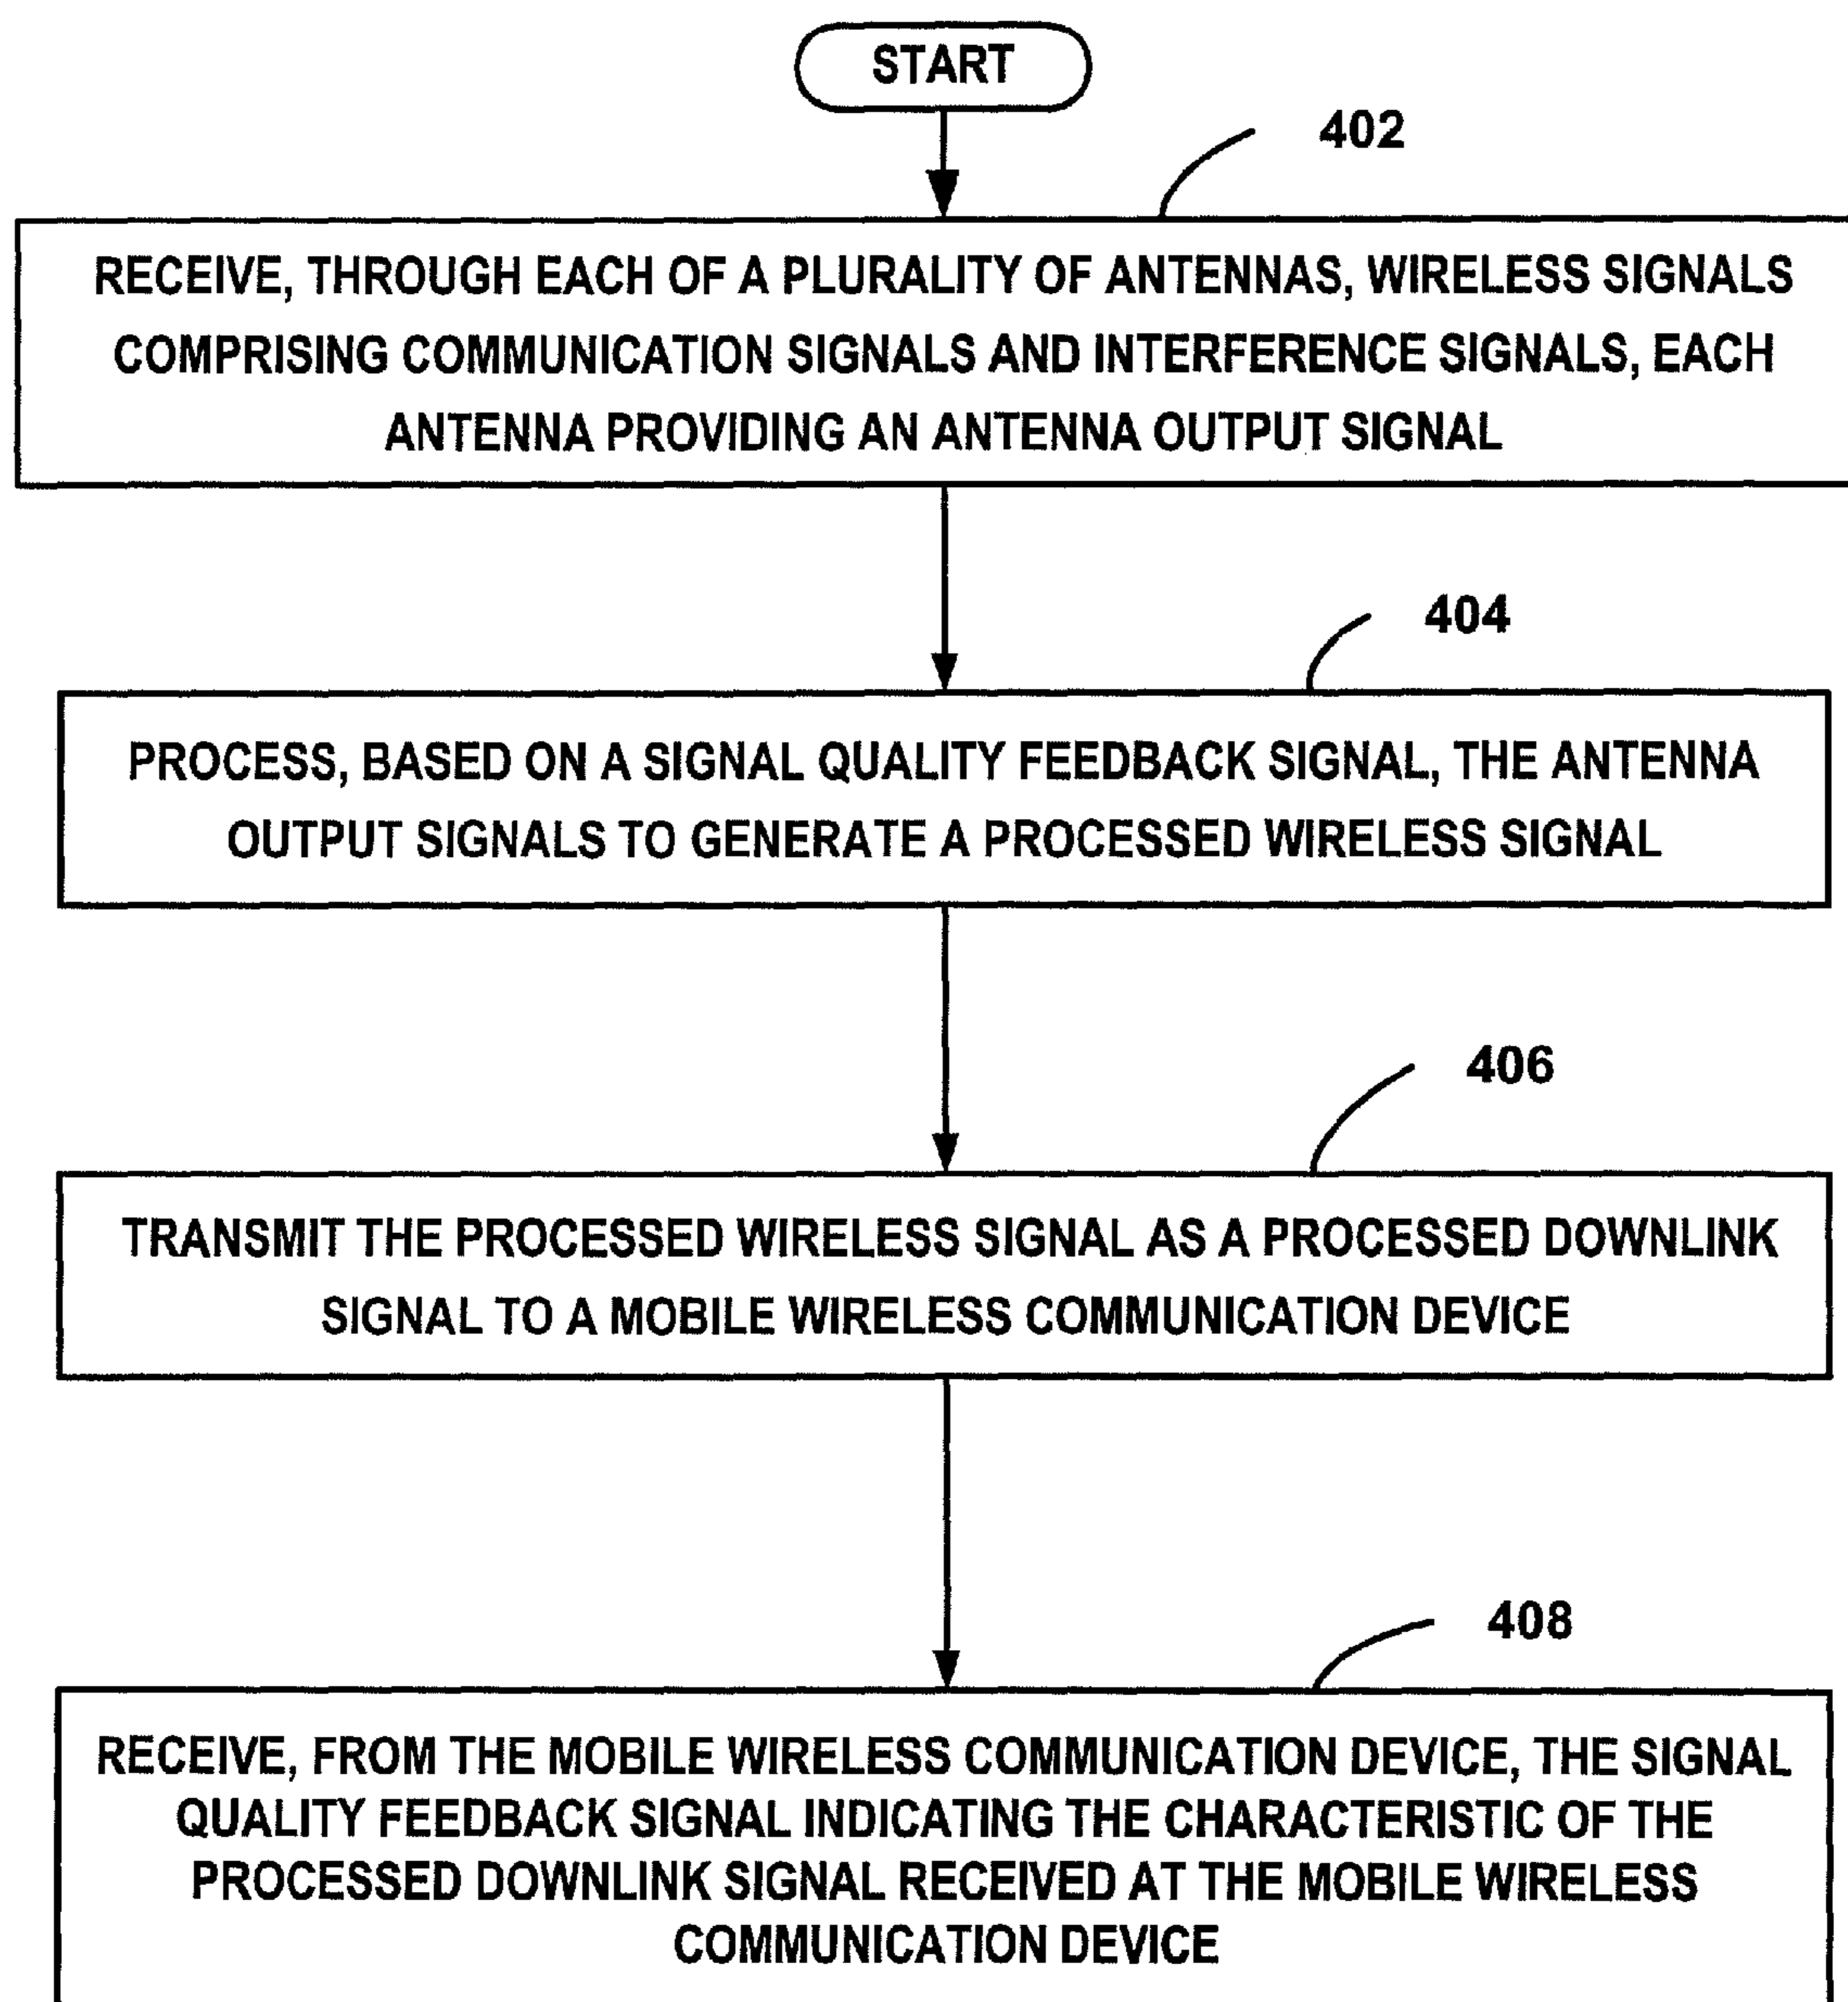 START
402
RECEIVE, THROUGH EACH OF A PLURALITY OF ANTENNAS, WIRELESS SIGNALS
COMPRISING COMMUNICATION SIGNALS AND INTERFERENCE SIGNALS, EACH
ANTENNA PROVIDING AN ANTENNA OUTPUT SIGNAL
404
PROCESS, BASED ON A SIGNAL QUALITY FEEDBACK SIGNAL, THE ANTENNA
OUTPUT SIGNALS TO GENERATE A PROCESSED WIRELESS SIGNAL
406
TRANSMIT THE PROCESSED WIRELESS SIGNAL AS A PROCESSED DOWNLINK
SIGNAL TO A MOBILE WIRELESS COMMUNICATION DEVICE
408
RECEIVE, FROM THE MOBILE WIRELESS COMMUNICATION DEVICE, THE SIGNAL
QUALITY FEEDBACK SIGNAL INDICATING THE CHARACTERISTIC OF THE
PROCESSED DOWNLINK SIGNAL RECEIVED AT THE MOBILE WIRELESS
COMMUNICATION DEVICE